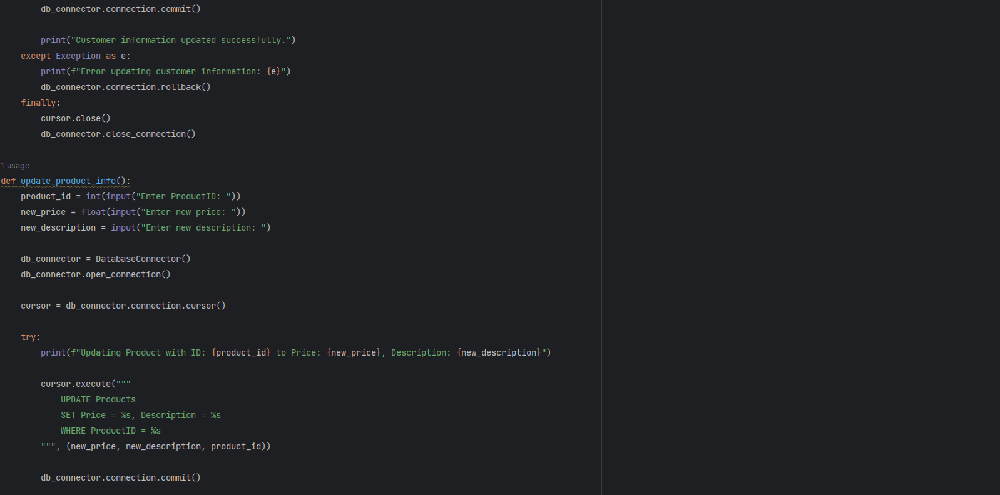 db_connector.connection.commit()

        print("Customer information updated successfully.")
    except Exception as e:
        print(f"Error updating customer information: {e}")
        db_connector.connection.rollback()
    finally:
        cursor.close()
        db_connector.close_connection()

1 usage
def update_product_info():
    product_id = int(input("Enter ProductID: "))
    new_price = float(input("Enter new price: "))
    new_description = input("Enter new description: ")

    db_connector = DatabaseConnector()
    db_connector.open_connection()

    cursor = db_connector.connection.cursor()

    try:
        print(f"Updating Product with ID: {product_id} to Price: {new_price}, Description: {new_description}")

        cursor.execute("""
            UPDATE Products
            SET Price = %s, Description = %s
            WHERE ProductID = %s
        """, (new_price, new_description, product_id))

        db_connector.connection.commit()